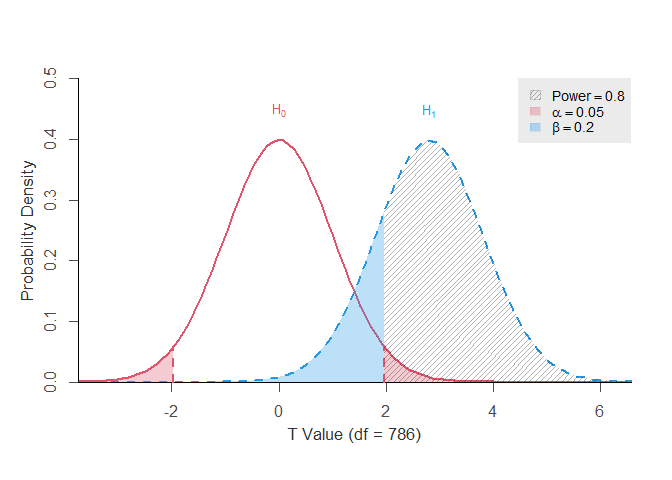 H0
H1
Power = 0.8
α = 0.05
β = 0.2
Probability Density
0.5
0.4
0.3
0.2
0.1
0.0
-2
0
2
4
6
T Value (df = 786)